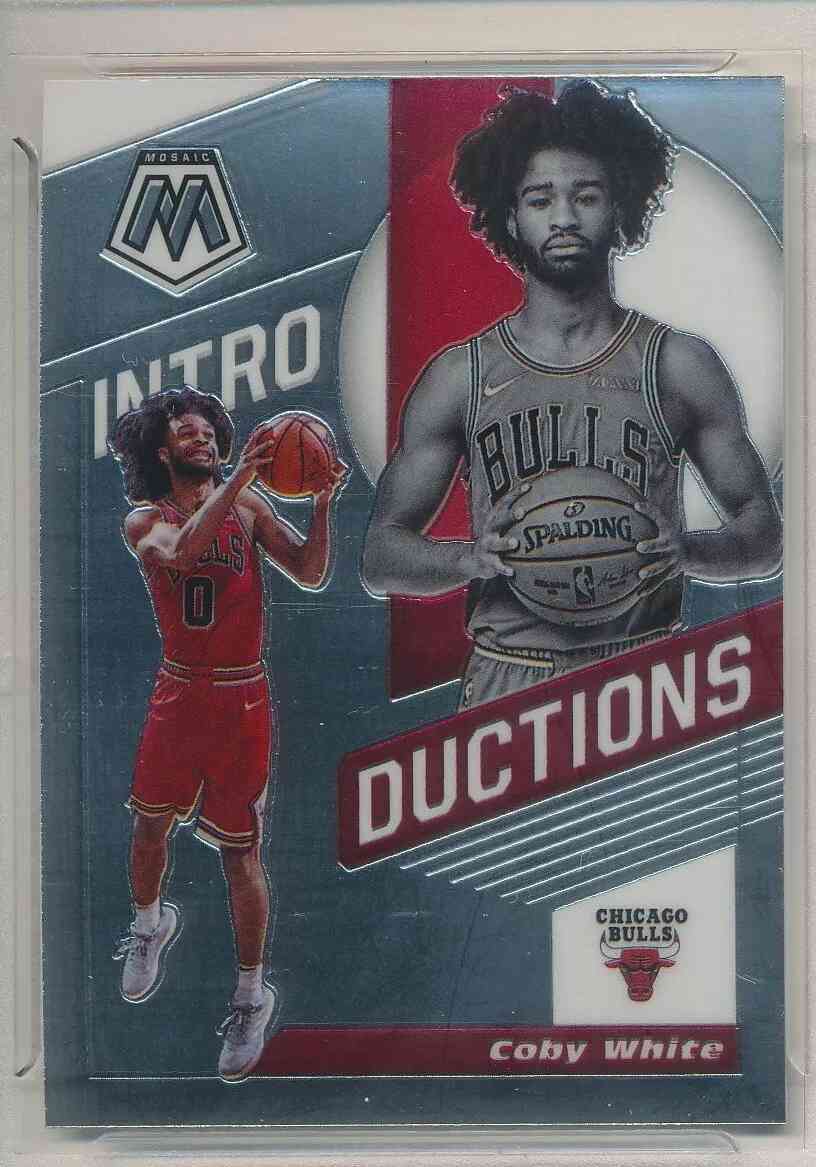 MOSAIC
M
INTRO
BULLS
SPALDING
BULLS
0
DUCTIONS
CHICAGO
BULLS
Coby White